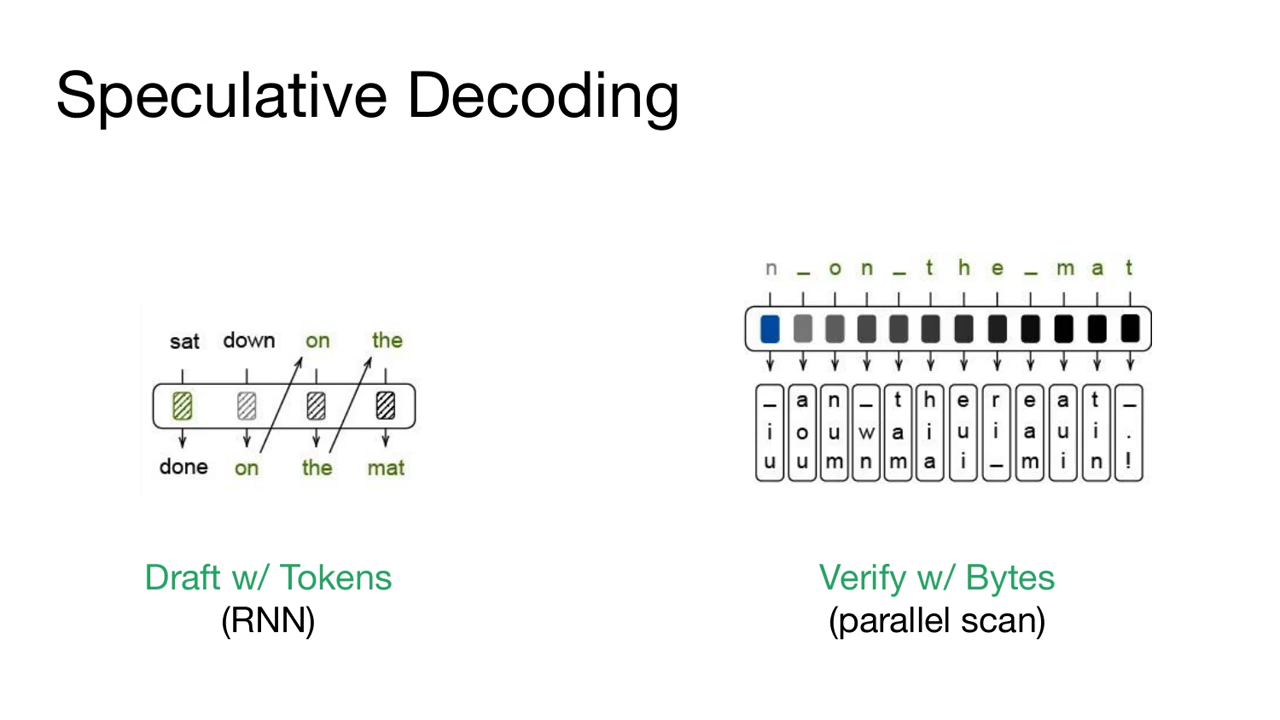 Speculative Decoding
sat down on the
done on the mat
n _ o n _ t h e _ m a t
_ a n _ t h e r e a t _
i o u w a i u i a u i .
u u m n m a i _ m i n !
Draft w/ Tokens
(RNN)
Verify w/ Bytes
(parallel scan)